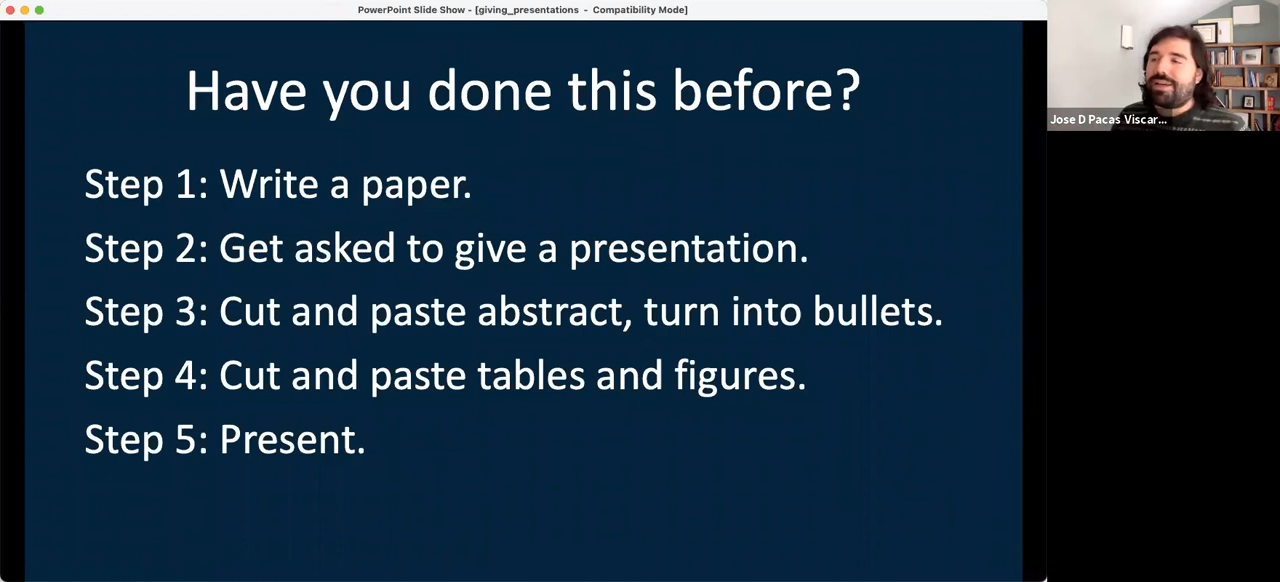 PowerPoint Slide Show - [giving_presentations - Compatibility Mode]
Have you done this before?
Step 1: Write a paper.
Step 2: Get asked to give a presentation.
Step 3: Cut and paste abstract, turn into bullets.
Step 4: Cut and paste tables and figures.
Step 5: Present.
Jose D Pacas Viscar...